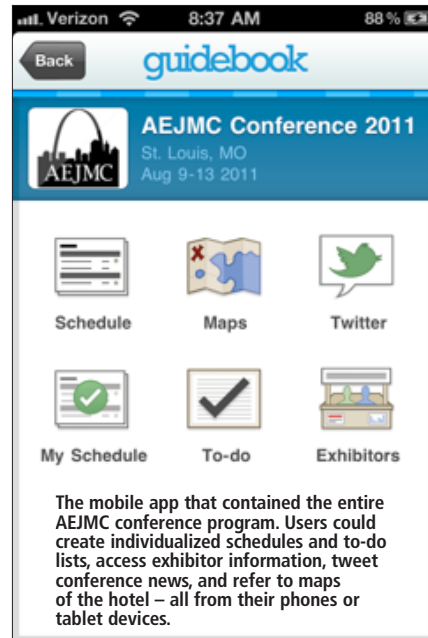 Verizon 8:37 AM 88%
Back guidebook
AEJMC
AEJMC Conference 2011
St. Louis, MO
Aug 9-13 2011
Schedule Maps Twitter
My Schedule To-do Exhibitors
The mobile app that contained the entire
AEJMC conference program. Users could
create individualized schedules and to-do
lists, access exhibitor information, tweet
conference news, and refer to maps
of the hotel – all from their phones or
tablet devices.